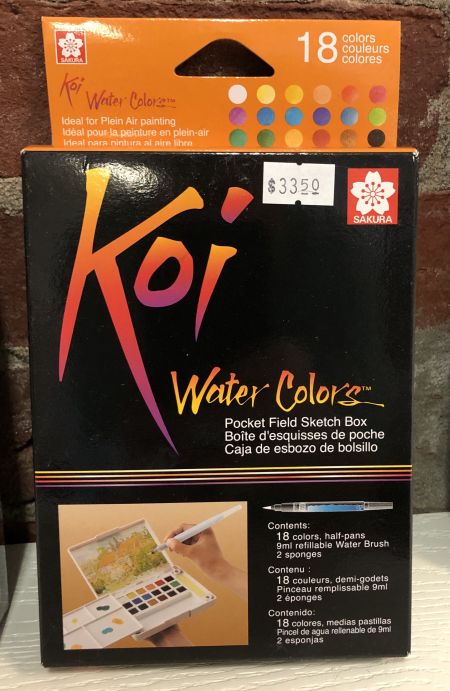 SAKURA
18 colors
couleurs
colores
Koi
Water Colors™
Ideal for Plein Air painting
Idéal pour la peinture en plein-air
Ideal para pintura al aire libre
$33.50
SAKURA
Koi
Water Colors™
Pocket Field Sketch Box
Boîte d'esquisses de poche
Caja de esbozo de bolsillo
Contents:
18 colors, half-pans
9ml refillable Water Brush
2 sponges
Contenu :
18 couleurs, demi-godets
Pinceau remplissable 9ml
2 éponges
Contenido:
18 colores, medias pastillas
Pincel de agua rellenable de 9ml
2 esponjas